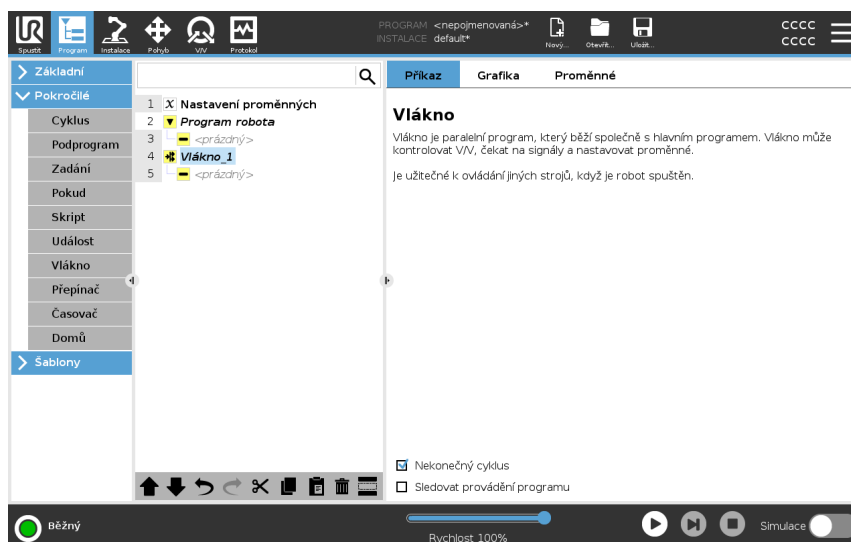 PROGRAM <nepojmenovaná>*
INSTALACE default*
UR
Spustit Program Instalace Pohyb V/V Protokol
Nový... Otevřít... Uložit...
CCCC
CCCC
Základní
Pokročilé
Cyklus
Podprogram
Zadání
Pokud
Skript
Událost
Vlákno
Přepínač
Časovač
Domů
Šablony
1 X Nastavení proměnných
2 Program robota
3 <prázdný>
4 Vlákno_1
5 <prázdný>
Příkaz Grafika Proměnné
Vlákno
Vlákno je paralelní program, který běží společně s hlavním programem. Vlákno může
kontrolovat V/V, čekat na signály a nastavovat proměnné.
Je užitečné k ovládání jiných strojů, když je robot spuštěn.
Nekonečný cyklus
Sledovat provádění programu
Běžný
Rychlost 100%
Simulace